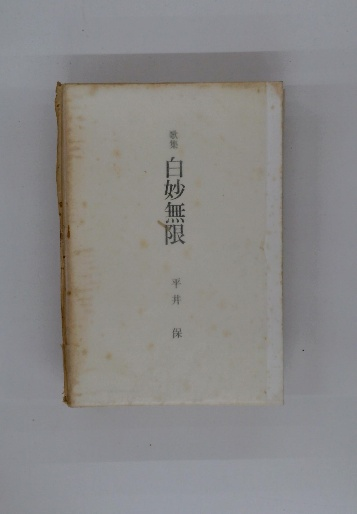 歌集
白妙無限
平井 保